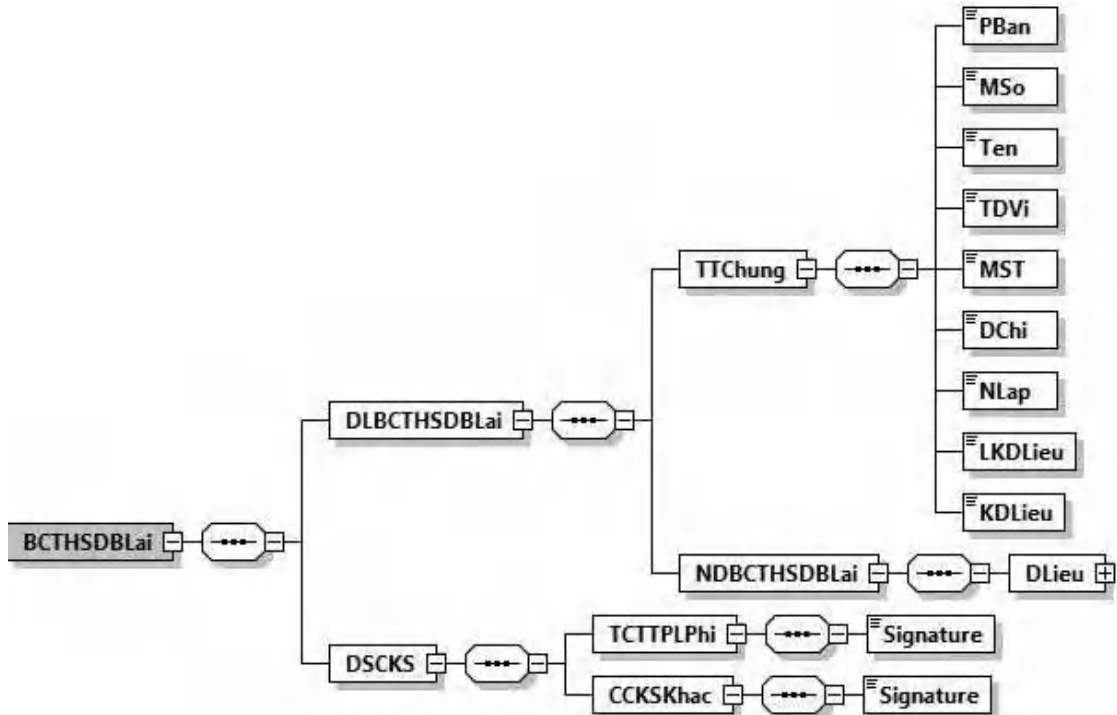 PBan
MSo
Ten
TDVi
TTChung
MST
DChi
NLap
DLBCTHSDBLai
LKDLieu
KDLieu
BCTHSDBLai
NDBCTHSDBLai
DLieu
TCTTPLPhi
Signature
DSCKS
CCKSKhac
Signature